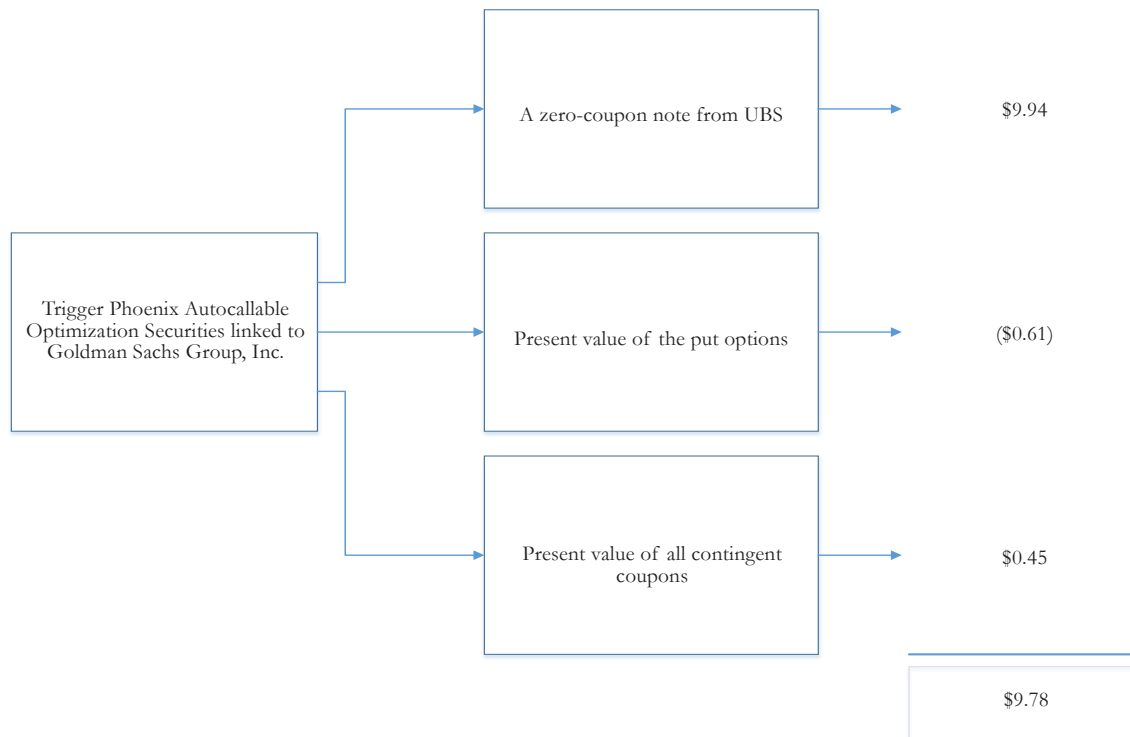 A zero-coupon note from UBS
$9.94
Trigger Phoenix Autocallable
Optimization Securities linked to
Goldman Sachs Group, Inc.
Present value of the put options
($0.61)
Present value of all contingent
coupons
$0.45
$9.78